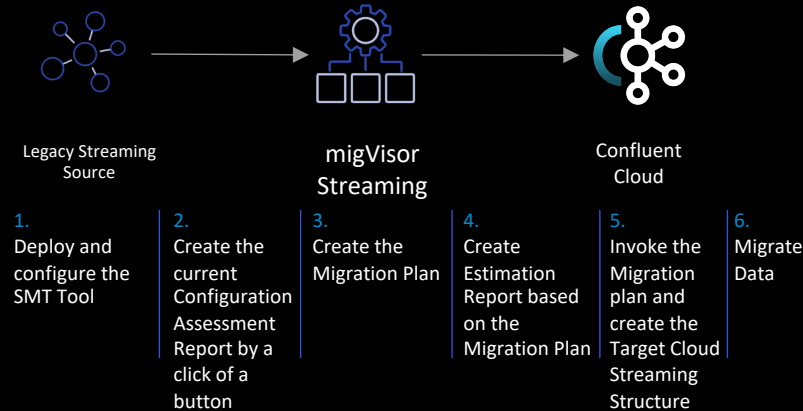 Legacy Streaming
Source
migVisor
Streaming
Confluent
Cloud
1.
Deploy and
configure the
SMT Tool
2.
Create the
current
Configuration
Assessment
Report by a
click of a
button
3.
Create the
Migration Plan
4.
Create
Estimation
Report based
on the
Migration Plan
5.
Invoke the
Migration
plan and
create the
Target Cloud
Streaming
Structure
6.
Migrate
Data